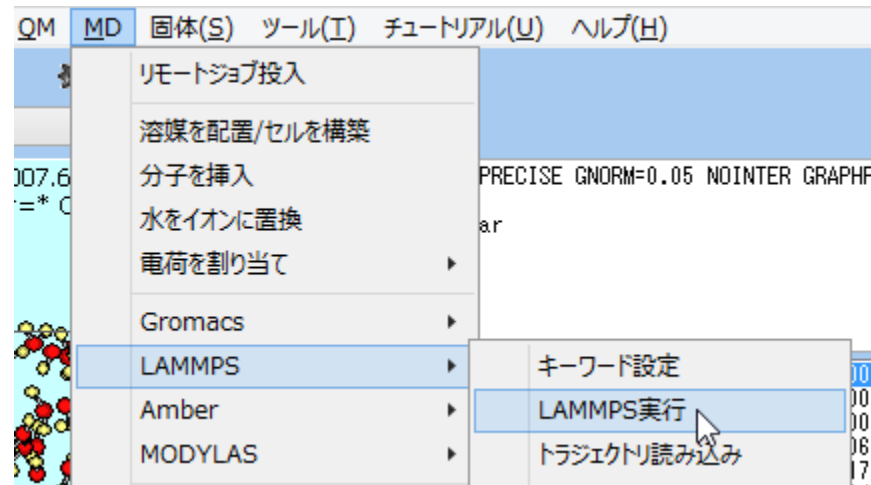 QM MD 固体(S) ツール(T) チュートリアル(U) ヘルプ(H)
リモートジョブ投入
溶媒を配置/セルを構築
007.6 分子を挿入 PRECISE GNORM=0.05 NOINTER GRAPHF
=* C 水をイオンに置換 ar
電荷を割り当て
Gromacs
LAMMPS キーワード設定
Amber LAMMPS実行
MODYLAS トラジェクトリ読み込み